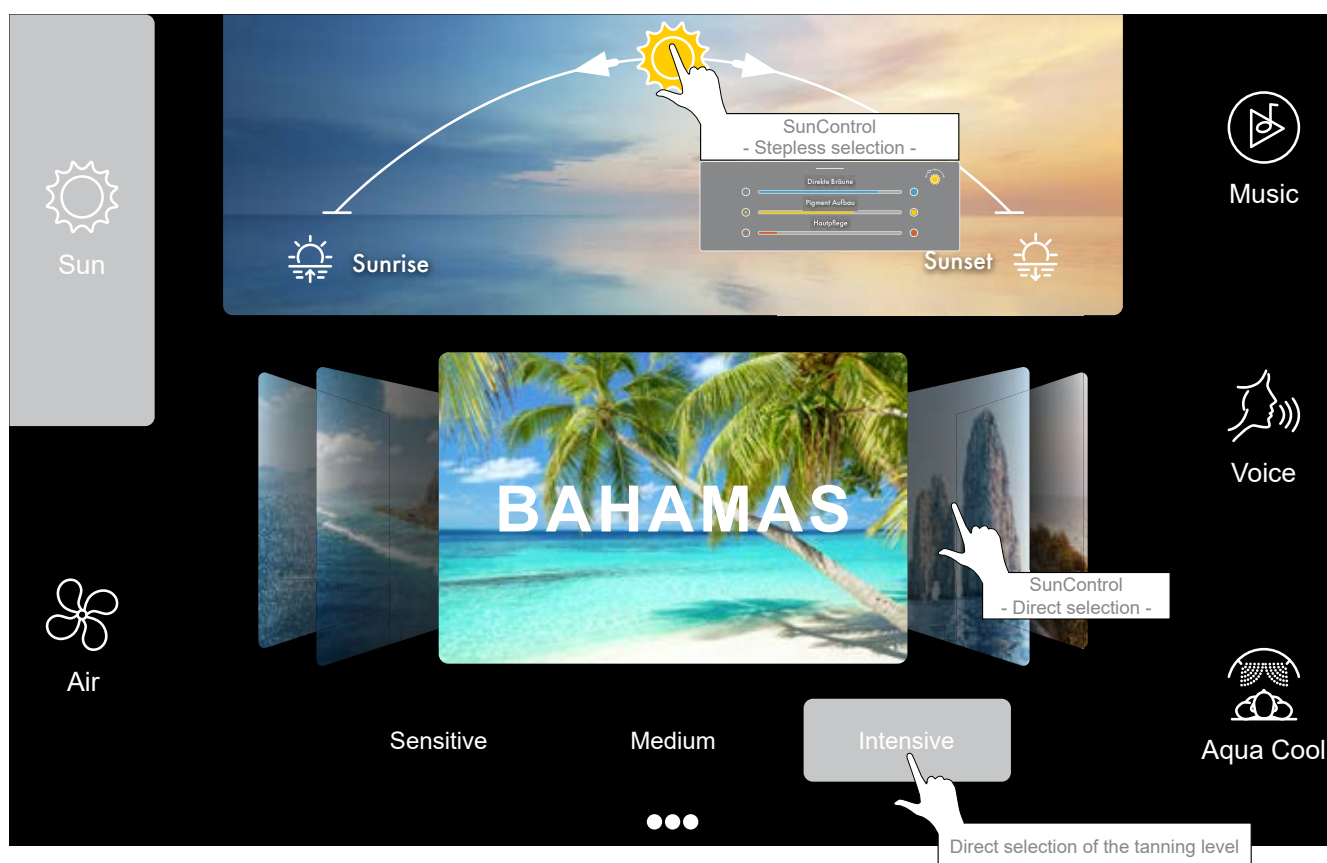 SunControl
- Stepless selection -
Direkte Bräune
Pigment Aufbau
Hautpflege
Sunrise
Sunset
Sun
Music
BAHAMAS
Voice
SunControl
- Direct selection -
Air
Sensitive
Medium
Intensive
Aqua Cool
Direct selection of the tanning level